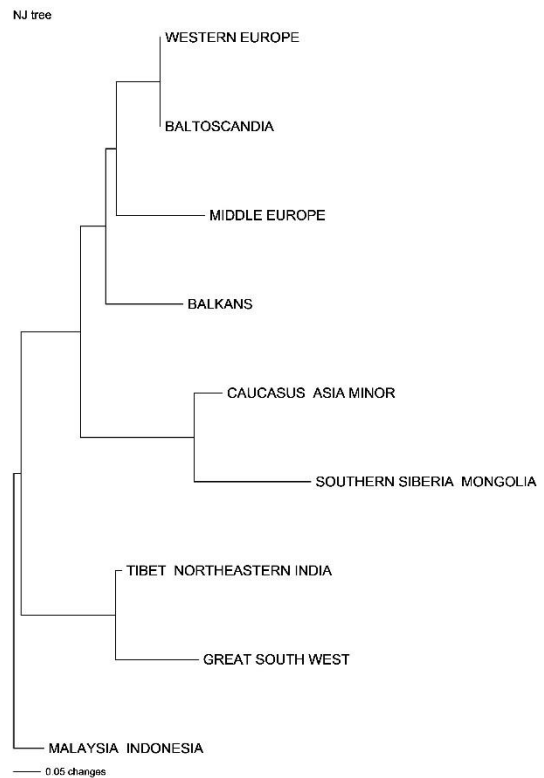 NJ tree
WESTERN EUROPE
BALTOSCANDIA
MIDDLE EUROPE
BALKANS
CAUCASUS ASIA MINOR
SOUTHERN SIBERIA MONGOLIA
TIBET NORTHEASTERN INDIA
GREAT SOUTH WEST
MALAYSIA INDONESIA
0.05 changes